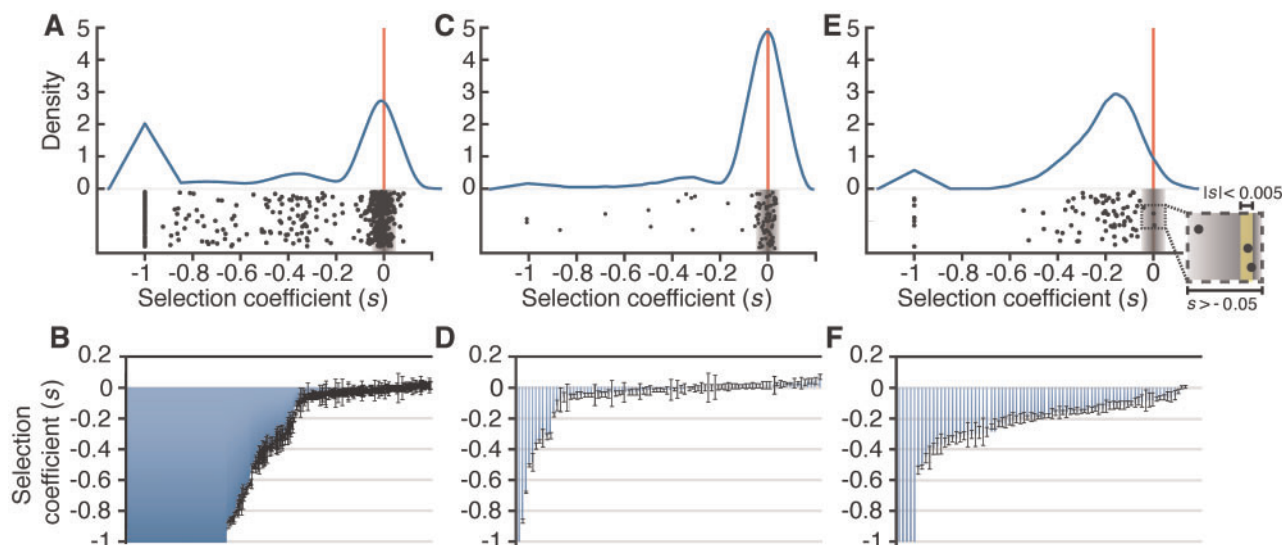 A
5
4
3
2
1
0
Density
-1 -0.8 -0.6 -0.4 -0.2 0
Selection coefficient (s)
C
5
4
3
2
1
0
-1 -0.8 -0.6 -0.4 -0.2 0
Selection coefficient (s)
E
5
4
3
2
1
0
-1 -0.8 -0.6 -0.4 -0.2 0
Selection coefficient (s)
|s|< 0.005
s > - 0.05
B
0.2
0
-0.2
-0.4
-0.6
-0.8
-1
Selection
coefficient (s)
D
0.2
0
-0.2
-0.4
-0.6
-0.8
-1
F
0.2
0
-0.2
-0.4
-0.6
-0.8
-1